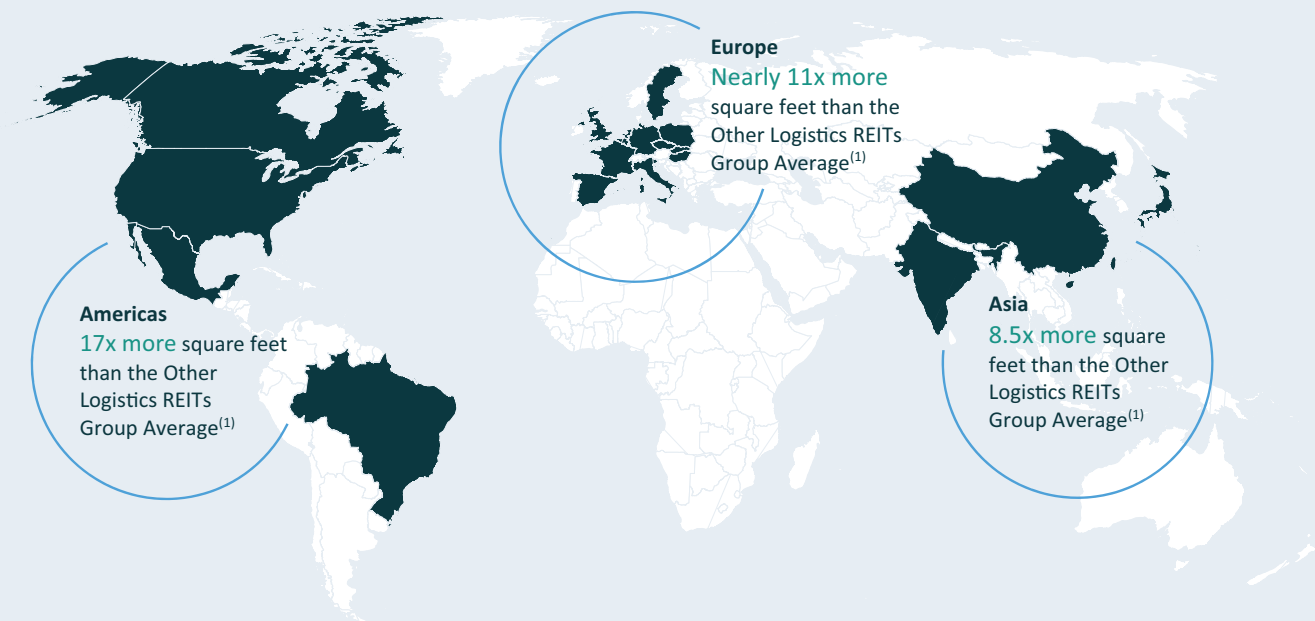 Europe
Nearly 11x more
square feet than the
Other Logistics REITs
Group Average(1)
Americas
17x more square feet
than the Other
Logistics REITs
Group Average(1)
Asia
8.5x more square
feet than the Other
Logistics REITs
Group Average(1)